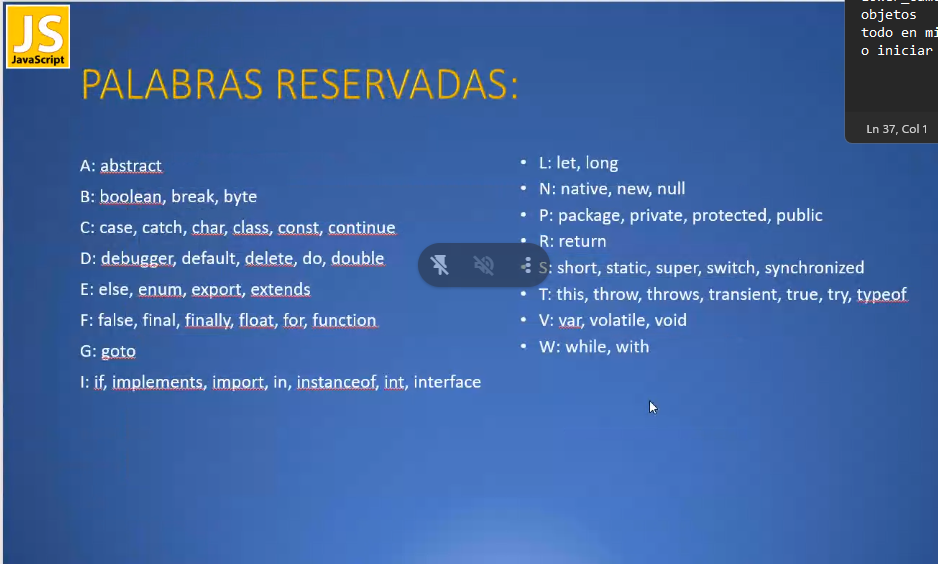 JS
JavaScript
PALABRAS RESERVADAS:
A: abstract
B: boolean, break, byte
C: case, catch, char, class, const, continue
D: debugger, default, delete, do, double
E: else, enum, export, extends
F: false, final, finally, float, for, function
G: goto
I: if, implements, import, in, instanceof, int, interface
• L: let, long
• N: native, new, null
• P: package, private, protected, public
• R: return
• S: short, static, super, switch, synchronized
• T: this, throw, throws, transient, true, try, typeof
• V: var, volatile, void
• W: while, with
objetos
todo en mi
o iniciar
Ln 37, Col 1